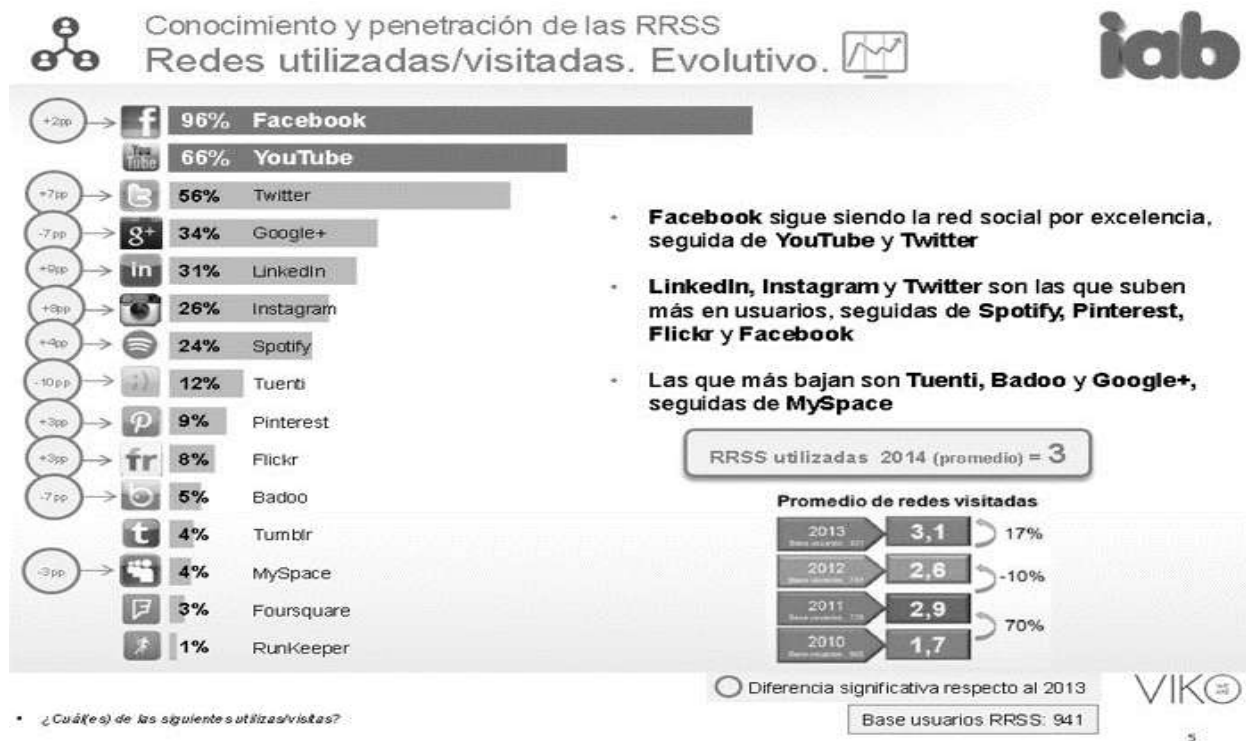 Conocimiento y penetración de las RRSS
Redes utilizadas/visitadas. Evolutivo.
iab
+2pp f 96% Facebook
You Tube 66% YouTube
+7pp 56% Twitter
-7pp g+ 34% Google+
in 31% LinkedIn
26% Instagram
+4pp 24% Spotify
-10pp ;) 12% Tuenti
+3pp 9% Pinterest
+3pp fr 8% Flickr
-7pp 5% Badoo
t 4% Tumblr
-3pp 4% MySpace
3% Foursquare
1% RunKeeper
• Facebook sigue siendo la red social por excelencia,
seguida de YouTube y Twitter
• LinkedIn, Instagram y Twitter son las que suben
más en usuarios, seguidas de Spotify, Pinterest,
Flickr y Facebook
• Las que más bajan son Tuenti, Badoo y Google+,
seguidas de MySpace
RRSS utilizadas 2014 (promedio) = 3
Promedio de redes visitadas
2013 3,1 17%
2012 2,6 -10%
2011 2,9 70%
2010 1,7
Diferencia significativa respecto al 2013
Base usuarios RRSS: 941
VIKO
• ¿Cuál(es) de las siguiente sutilizas/visitas?
5